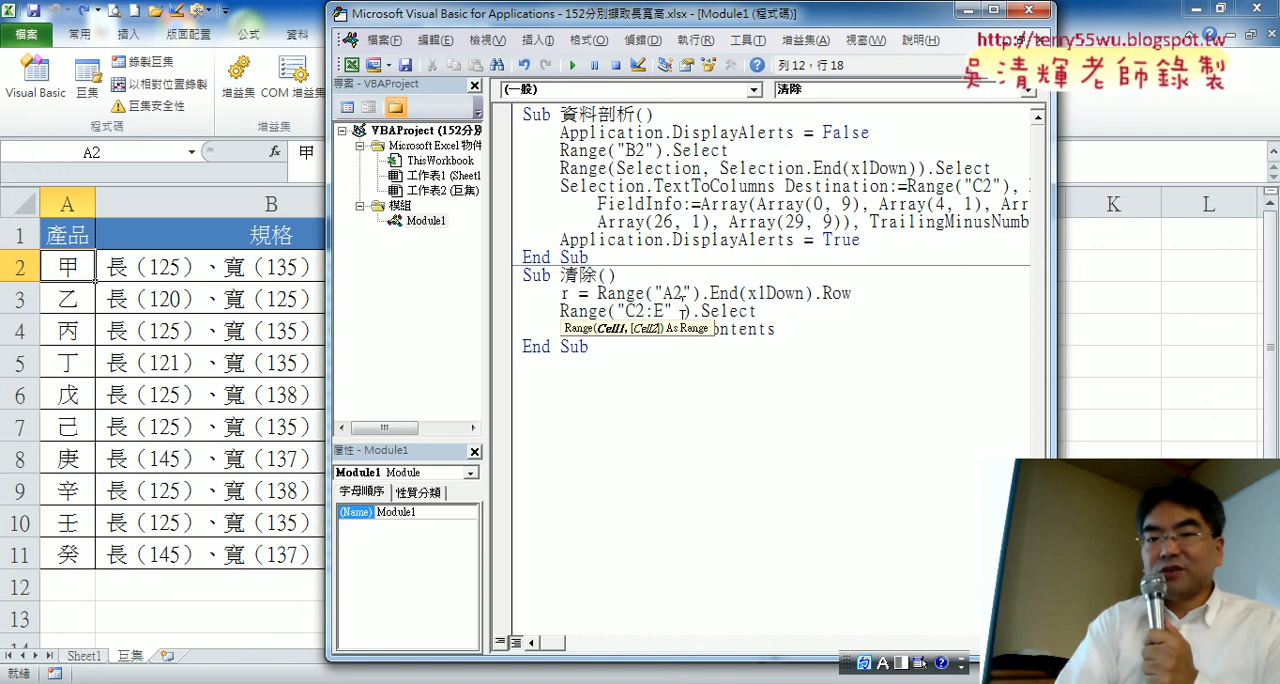 Microsoft Visual Basic for Applications - 152分別擷取長寬高.xlsx - [Module1 (程式碼)]
檔案 常用 插入 版面配置 公式 資料
檔案(F) 編輯(E) 檢視(V) 插入(I) 格式(O) 偵錯(D) 執行(R) 工具(T) 增益集(A) 視窗(W) 說明(H)
http://terry55wu.blogspot.tw
吳清輝老師錄製
列 12，行 18
Visual Basic 巨集 錄製巨集
以相對位置錄製
巨集安全性
增益集 COM 增益集
程式碼 增益集
A2 fx 甲
專案 - VBAProject
VBAProject (152分別
Microsoft Excel 物件
ThisWorkbook
工作表1 (Sheet1
工作表2 (巨集)
模組
Module1
屬性 - Module1
Module1 Module
字母順序 性質分類
(Name) Module1
(一般) 清除
Sub 資料剖析()
Application.DisplayAlerts = False
Range("B2").Select
Range(Selection, Selection.End(xlDown)).Select
Selection.TextToColumns Destination:=Range("C2"),
FieldInfo:=Array(Array(0, 9), Array(4, 1), Arr
Array(26, 1), Array(29, 9)), TrailingMinusNumb
Application.DisplayAlerts = True
End Sub
Sub 清除()
r = Range("A2").End(xlDown).Row
Range("C2:E" ).Select
Range(Cell1, [Cell2]) As Range
ontents
End Sub
A B K L
1 產品 規格
2 甲 長（125）、寬（135）
3 乙 長（120）、寬（125）
4 丙 長（125）、寬（135）
5 丁 長（121）、寬（135）
6 戊 長（125）、寬（138）
7 己 長（125）、寬（135）
8 庚 長（145）、寬（137）
9 辛 長（125）、寬（138）
10 壬 長（125）、寬（135）
11 癸 長（145）、寬（137）
12
13
Sheet1 巨集
就緒